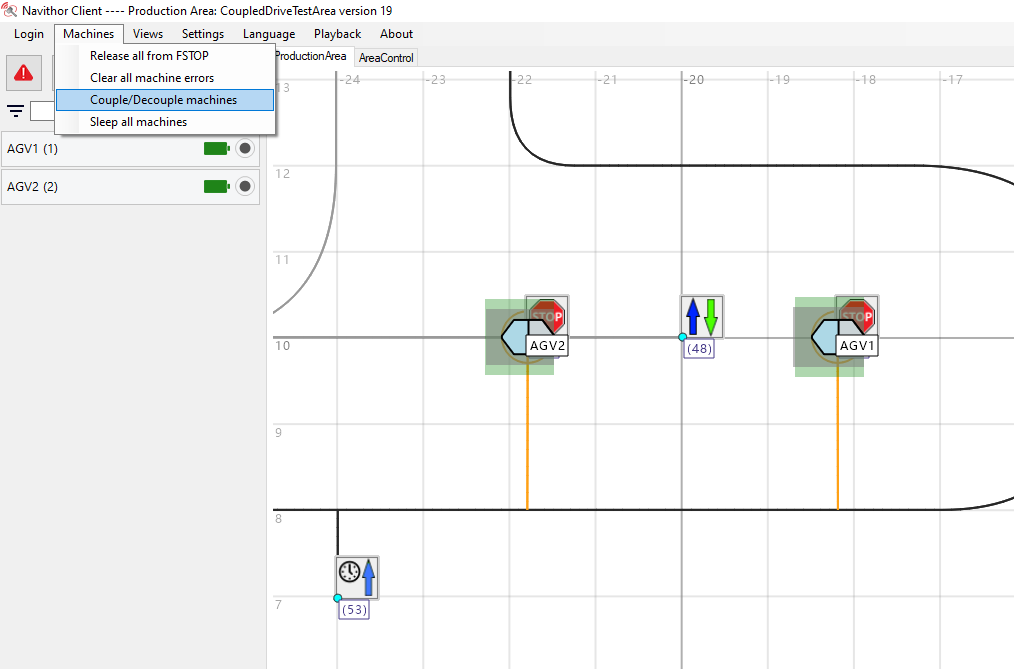 Navithor Client ---- Production Area: CoupledDriveTestArea version 19
Login Machines Views Settings Language Playback About
Release all from FSTOP
Clear all machine errors
Couple/Decouple machines
Sleep all machines
ProductionArea AreaControl
-24 -23 -22 -21 -20 -19 -18 -17
13
AGV1 (1)
AGV2 (2)
12
11
10
9
8
7
STOP
AGV2
(48)
STOP
AGV1
(53)